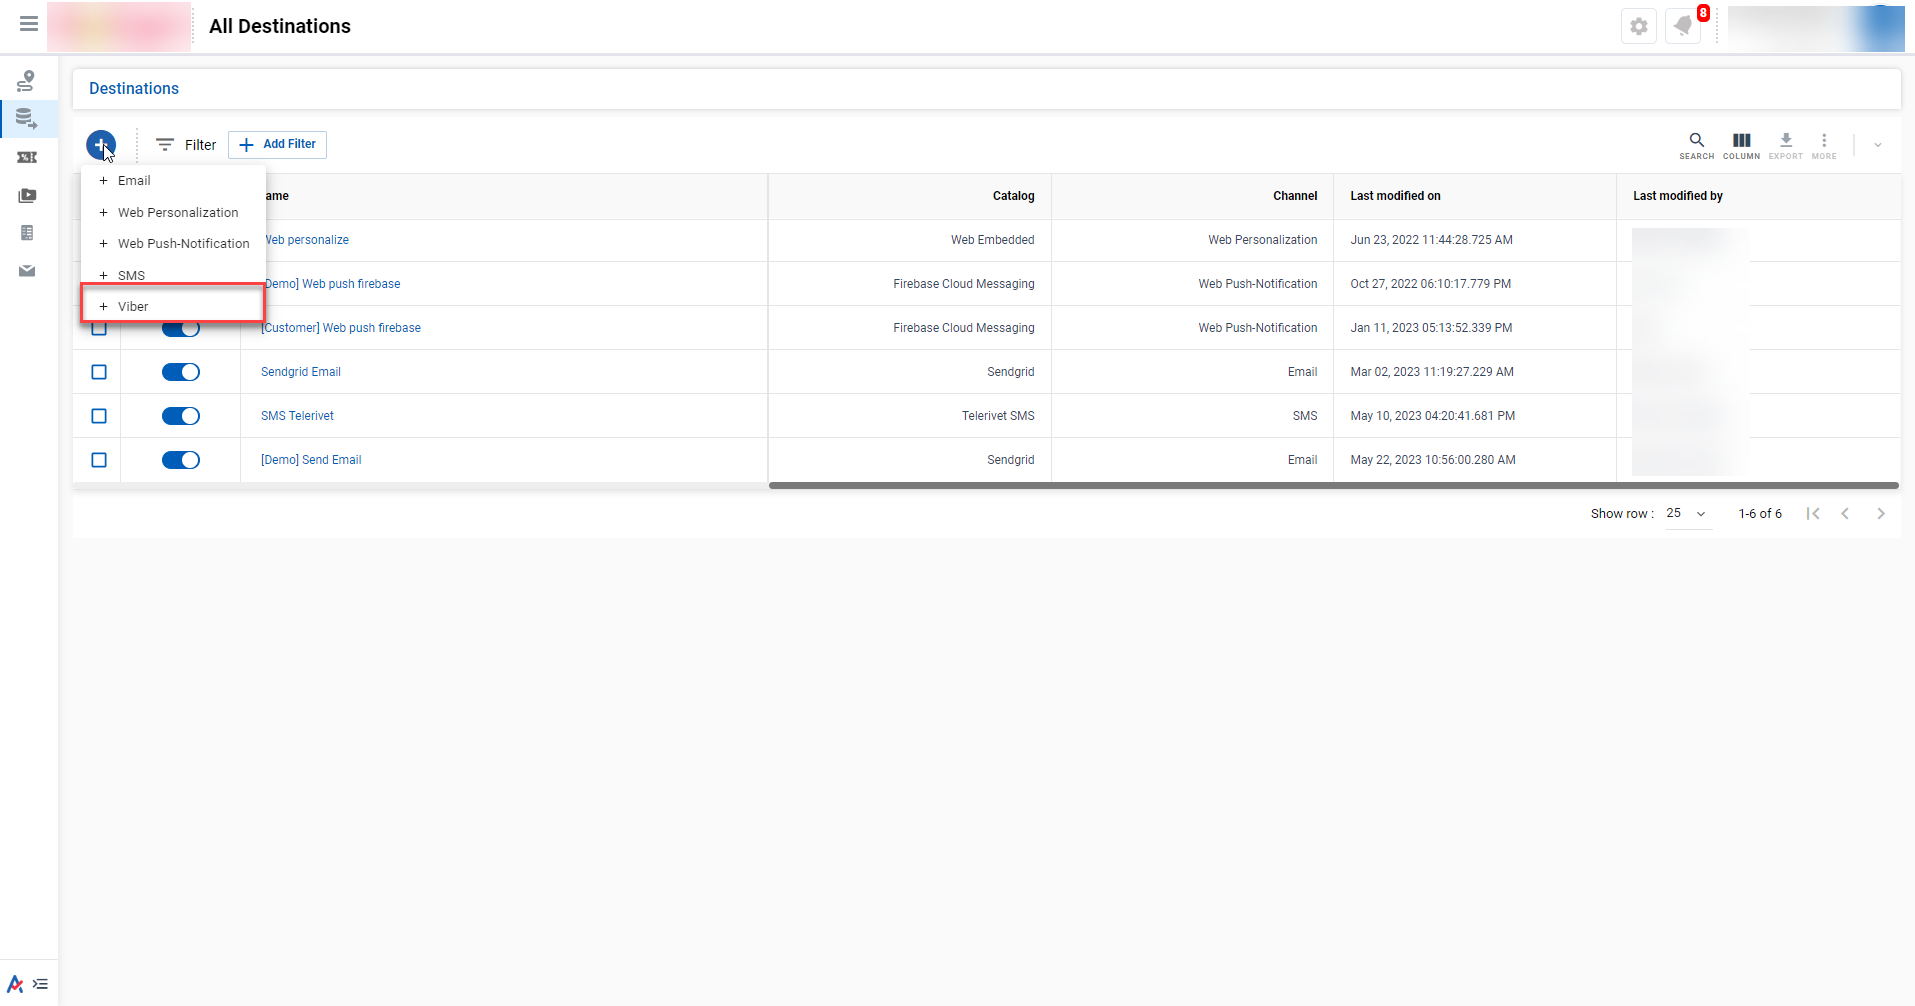 All Destinations
8
Destinations
Filter
Add Filter
SEARCH
COLUMN
EXPORT
MORE
+ Email
+ Web Personalization
+ Web Push-Notification
+ SMS
+ Viber
ame Catalog Channel Last modified on Last modified by
Web personalize Web Embedded Web Personalization Jun 23, 2022 11:44:28.725 AM
Demo] Web push firebase Firebase Cloud Messaging Web Push-Notification Oct 27, 2022 06:10:17.779 PM
[Customer] Web push firebase Firebase Cloud Messaging Web Push-Notification Jan 11, 2023 05:13:52.339 PM
Sendgrid Email Sendgrid Email Mar 02, 2023 11:19:27.229 AM
SMS Telerivet Telerivet SMS SMS May 10, 2023 04:20:41.681 PM
[Demo] Send Email Sendgrid Email May 22, 2023 10:56:00.280 AM
Show row : 25 1-6 of 6